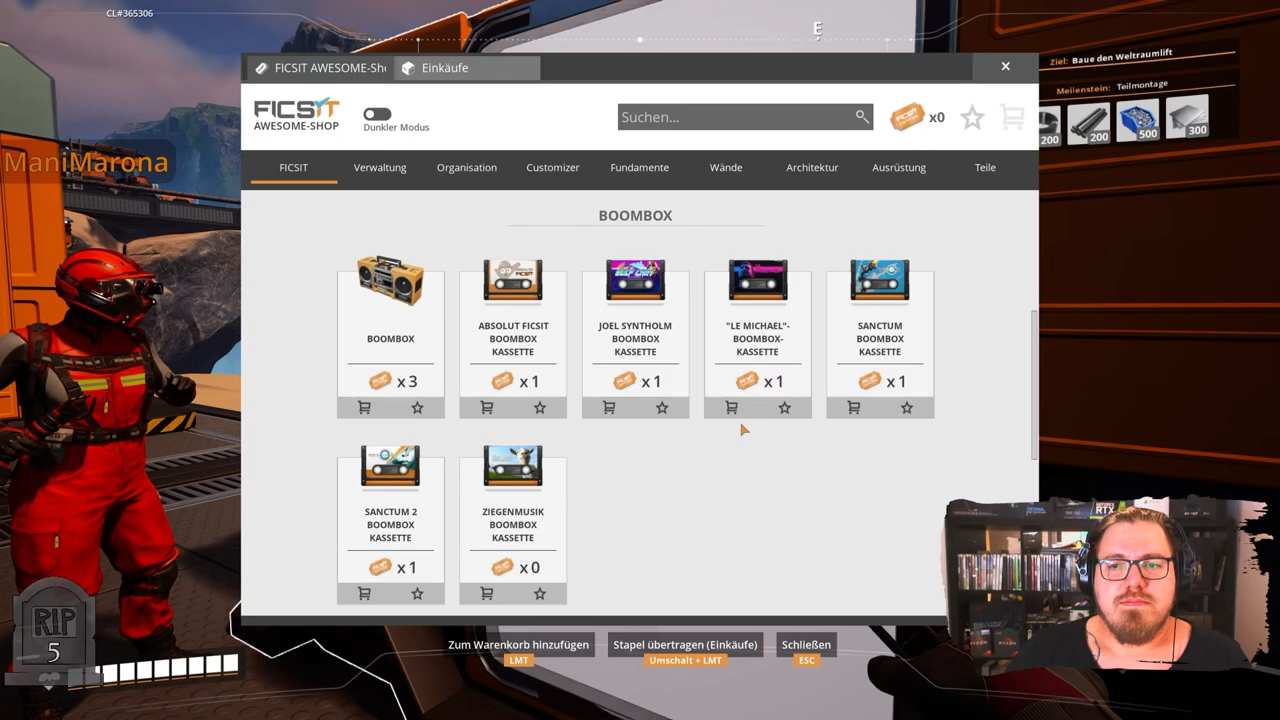 CL#365306
E
FICSIT AWESOME-Sh
Einkäufe
Ziel: Baue den Weltraumlift
Meilenstein: Teilmontage
200
200
500
300
FICSIT
AWESOME-SHOP
Dunkler Modus
Suchen...
x0
ManiMarona
FICSIT
Verwaltung
Organisation
Customizer
Fundamente
Wände
Architektur
Ausrüstung
Teile
BOOMBOX
BOOMBOX
x 3
ABSOLUT FICSIT
BOOMBOX
KASSETTE
x 1
JOEL SYNTHOLM
BOOMBOX
KASSETTE
x 1
"LE MICHAEL"-
BOOMBOX-
KASSETTE
x 1
SANCTUM
BOOMBOX
KASSETTE
x 1
SANCTUM 2
BOOMBOX
KASSETTE
x 1
ZIEGENMUSIK
BOOMBOX
KASSETTE
x 0
RIP
5
Zum Warenkorb hinzufügen
LMT
Stapel übertragen (Einkäufe)
Umschalt + LMT
Schließen
ESC